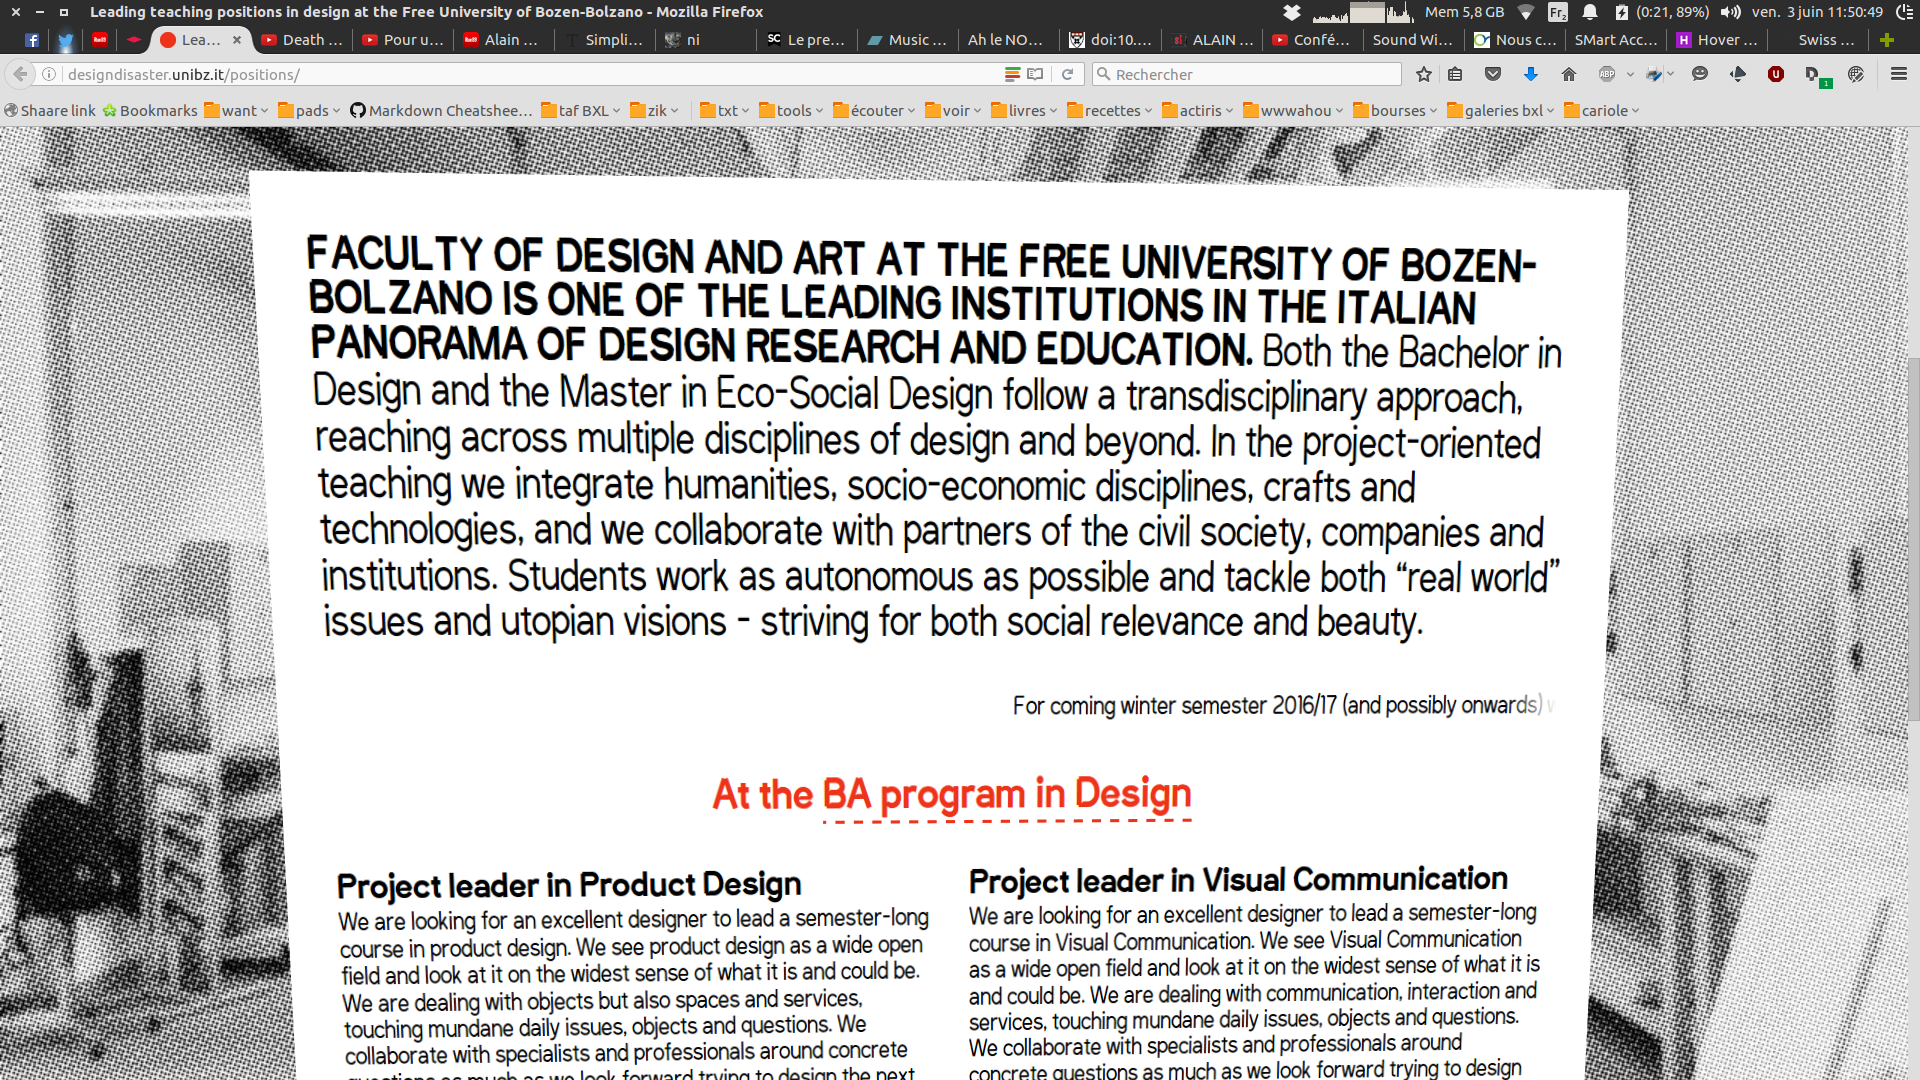 Leading teaching positions in design at the Free University of Bozen-Bolzano - Mozilla Firefox
Mem 5,8 GB
Fr₂
(0:21, 89%)
ven. 3 juin 11:50:49
Lea…
Death …
Pour u…
Alain …
Simpli…
ni
Le pre…
Music …
Ah le NO…
doi:10.…
ALAIN …
Confé…
Sound Wi…
Nous c…
SMart Acc…
Hover …
Swiss …
designdisaster.unibz.it/positions/
Rechercher
ABP
1
Shaare link
Bookmarks
want
pads
Markdown Cheatshee…
taf BXL
zik
txt
tools
écouter
voir
livres
recettes
actiris
wwwahou
bourses
galeries bxl
cariole
FACULTY OF DESIGN AND ART AT THE FREE UNIVERSITY OF BOZEN-
BOLZANO IS ONE OF THE LEADING INSTITUTIONS IN THE ITALIAN
PANORAMA OF DESIGN RESEARCH AND EDUCATION. Both the Bachelor in
Design and the Master in Eco-Social Design follow a transdisciplinary approach,
reaching across multiple disciplines of design and beyond. In the project-oriented
teaching we integrate humanities, socio-economic disciplines, crafts and
technologies, and we collaborate with partners of the civil society, companies and
institutions. Students work as autonomous as possible and tackle both “real world”
issues and utopian visions - striving for both social relevance and beauty.
For coming winter semester 2016/17 (and possibly onwards)
At the BA program in Design
Project leader in Product Design
We are looking for an excellent designer to lead a semester-long
course in product design. We see product design as a wide open
field and look at it on the widest sense of what it is and could be.
We are dealing with objects but also spaces and services,
touching mundane daily issues, objects and questions. We
collaborate with specialists and professionals around concrete
questions as much as we look forward trying to design the next
Project leader in Visual Communication
We are looking for an excellent designer to lead a semester-long
course in Visual Communication. We see Visual Communication
as a wide open field and look at it on the widest sense of what it is
and could be. We are dealing with communication, interaction and
services, touching mundane daily issues, objects and questions.
We collaborate with specialists and professionals around
concrete questions as much as we look forward trying to design